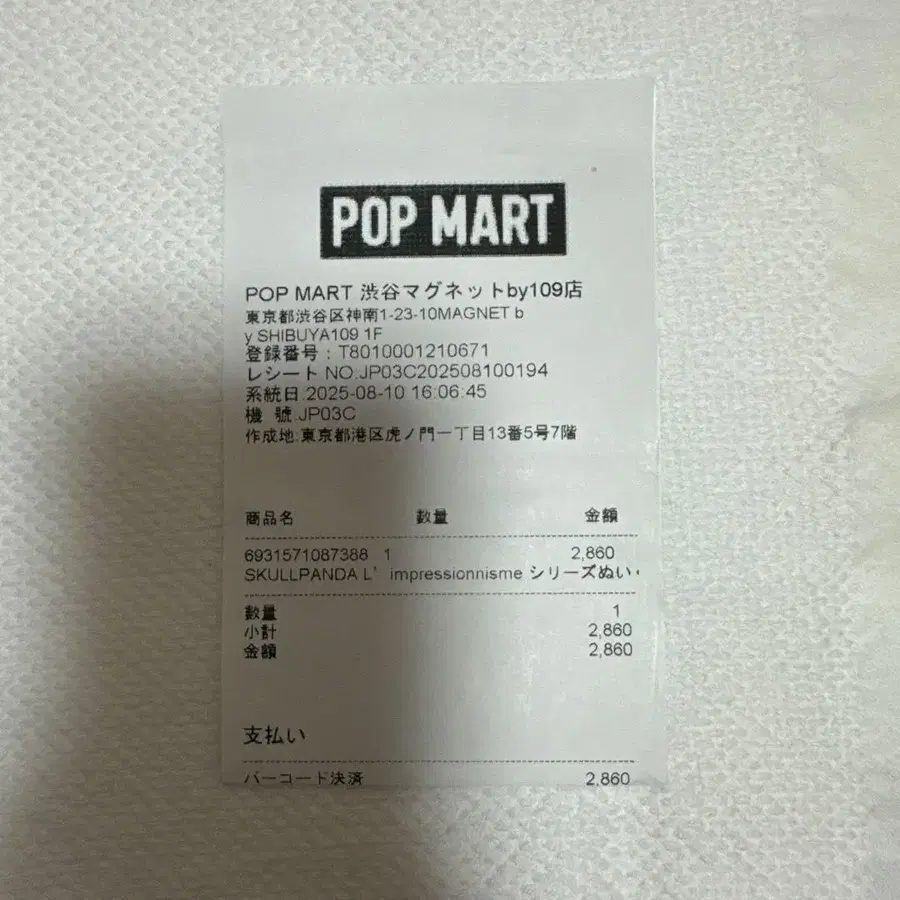 POP MART
POP MART 渋谷マグネットby109店
東京都渋谷区神南1-23-10MAGNET b
y SHIBUYA109 1F
登録番号：T8010001210671
レシート NO.JP03C202508100194
系統日.2025-08-10 16:06:45
機 號.JP03C
作成地.東京都港区虎ノ門一丁目13番5号7階
商品名 数量 金額
6931571087388 1 2,860
SKULLPANDA L' impressionnisme シリーズぬい
數量 1
小計 2,860
金額 2,860
支払い
バーコード決済 2,860